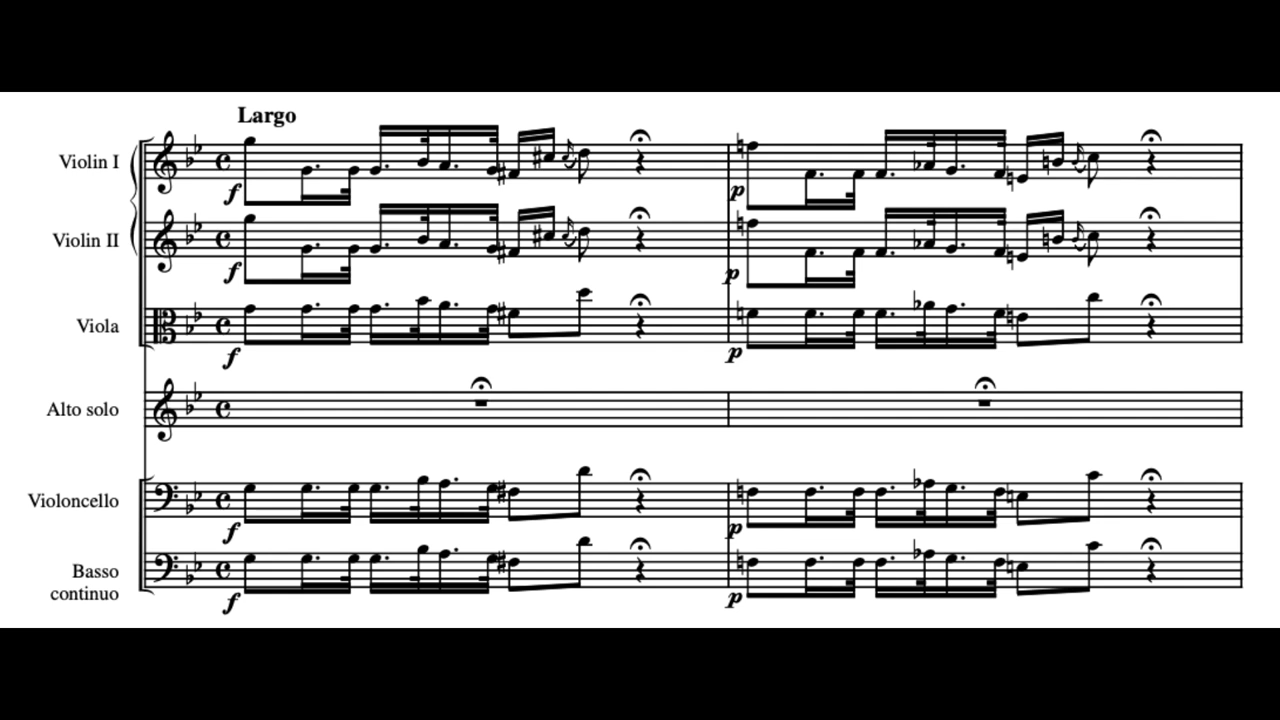 Largo
Violin I
f
p
Violin II
f
p
Viola
f
p
Alto solo
Violoncello
f
p
Basso
continuo
f
p